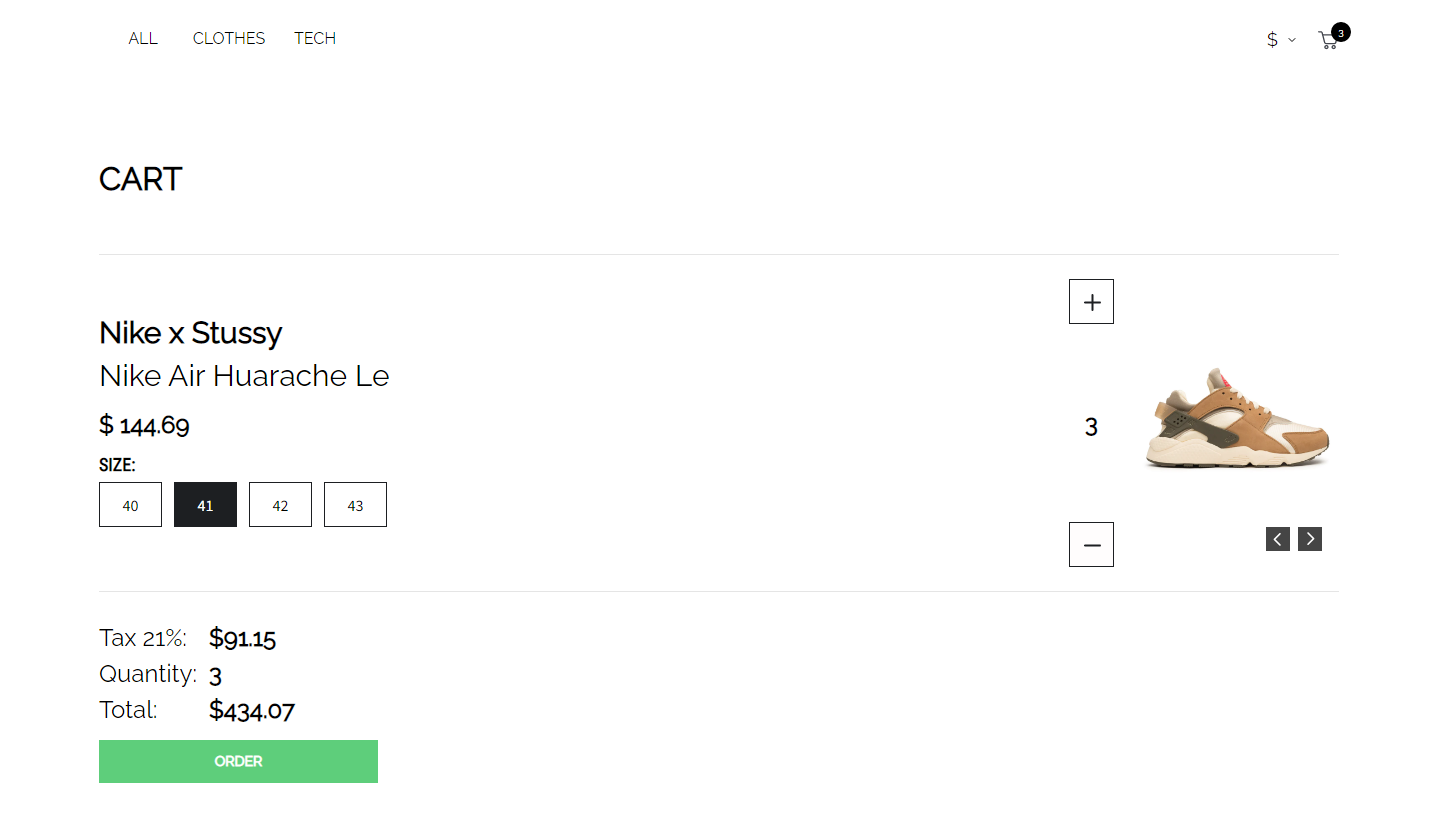 ALL CLOTHES TECH $ 3
CART
Nike x Stussy
Nike Air Huarache Le
$ 144.69
SIZE:
40 41 42 43
3
Tax 21%: $91.15
Quantity: 3
Total: $434.07
ORDER